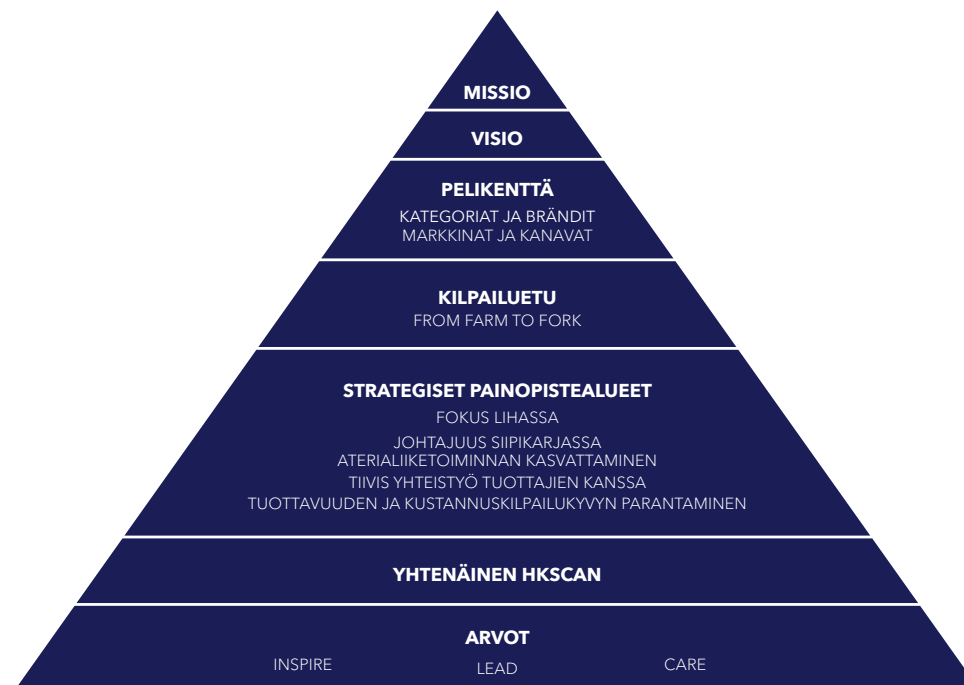 MISSIO
VISIO
PELIKENTTÄ
KATEGORIAT JA BRÄNDIT
MARKKINAT JA KANAVAT
KILPAILUETU
FROM FARM TO FORK
STRATEGISET PAINOPISTEALUEET
FOKUS LIHASSA
JOHTAJUUS SIIPIKARJASSA
ATERIALIIKETOIMINNAN KASVATTAMINEN
TIIVIS YHTEISTYÖ TUOTTAJIEN KANSSA
TUOTTAVUUDEN JA KUSTANNUSKILPAILUKYVYN PARANTAMINEN
YHTENÄINEN HKSCAN
ARVOT
INSPIRE LEAD CARE